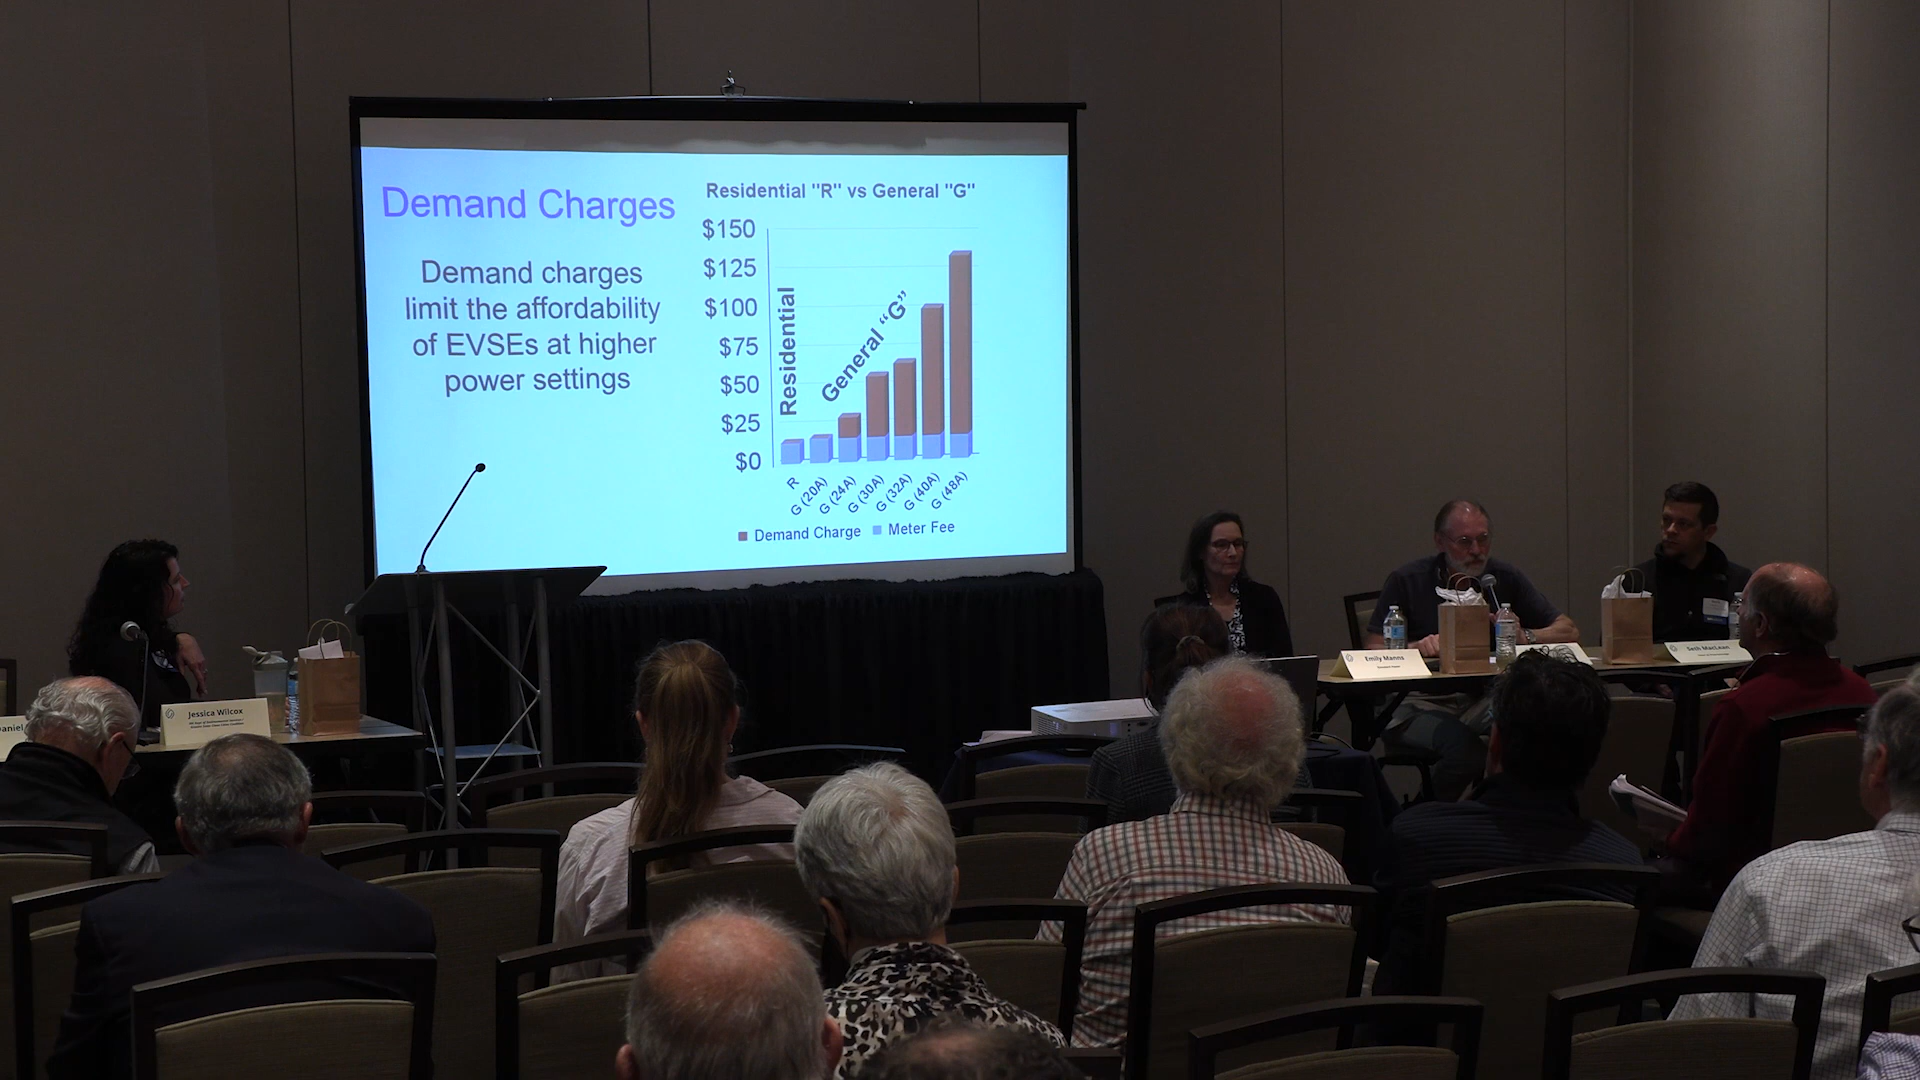 Demand Charges
Demand charges
limit the affordability
of EVSEs at higher
power settings
Residential "R" vs General "G"
$150
$125
$100
$75
$50
$25
$0
Residential
General “G”
R
G (20A)
G (24A)
G (30A)
G (32A)
G (40A)
G (48A)
Demand Charge
Meter Fee
Daniel
Jessica Wilcox
Emily Manns
Seth MacLean